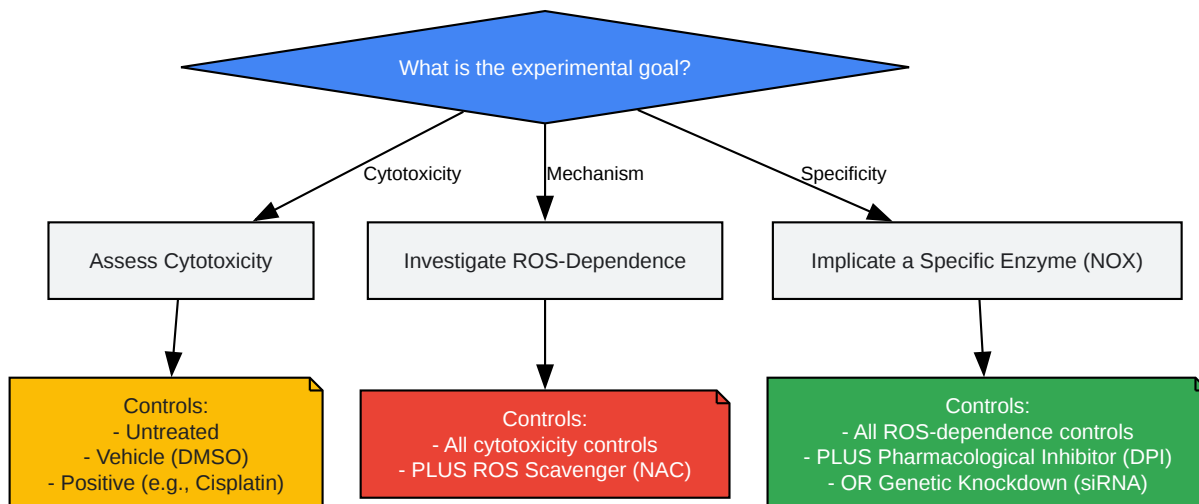 What is the experimental goal?
Cytotoxicity
Mechanism
Specificity
Assess Cytotoxicity
Investigate ROS-Dependence
Implicate a Specific Enzyme (NOX)
Controls:
- Untreated
- Vehicle (DMSO)
- Positive (e.g., Cisplatin)
Controls:
- All cytotoxicity controls
- PLUS ROS Scavenger (NAC)
Controls:
- All ROS-dependence controls
- PLUS Pharmacological Inhibitor (DPI)
- OR Genetic Knockdown (siRNA)